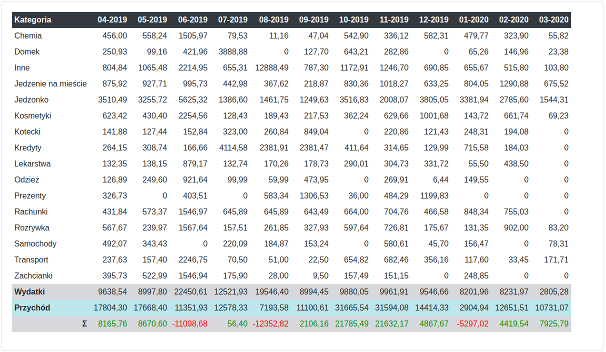 Kategoria 04-2019 05-2019 06-2019 07-2019 08-2019 09-2019 10-2019 11-2019 12-2019 01-2020 02-2020 03-2020
Chemia 456,00 558,24 1505,97 79,53 11,16 47,04 542,90 336,12 582,31 479,77 323,90 55,82
Domek 250,93 99,16 421,96 3888,88 0 127,70 643,21 282,86 0 65,26 146,96 23,38
Inne 804,84 1065,48 2214,95 655,31 12888,49 787,30 1172,91 1246,70 690,85 655,67 515,80 103,80
Jedzenie na mieście 875,92 927,71 995,73 442,98 367,62 218,87 830,36 1018,27 633,25 804,05 1290,88 675,52
Jedzonko 3510,49 3255,72 5625,32 1386,60 1461,75 1249,63 3516,83 2008,07 3805,05 3381,94 2785,60 1544,31
Kosmetyki 623,42 430,40 2254,56 128,43 189,43 217,53 362,24 629,66 1001,68 143,72 661,74 69,23
Kotecki 141,88 127,44 152,84 323,00 260,84 849,04 0 220,86 121,43 248,31 194,08 0
Kredyty 264,15 308,74 166,66 4114,58 2381,91 2381,47 411,64 314,65 129,99 715,58 184,03 0
Lekarstwa 132,35 138,15 879,17 132,74 170,26 178,73 290,01 304,73 331,72 55,50 438,50 0
Odzież 126,89 249,60 921,64 99,99 59,99 473,95 0 269,91 6,44 149,55 0 0
Prezenty 326,73 0 403,51 0 583,34 1306,53 36,00 484,29 1199,83 0 0 0
Rachunki 431,84 573,37 1546,97 645,89 645,89 643,49 664,00 704,76 466,58 848,34 755,03 0
Rozrywka 567,67 239,97 1567,64 157,51 261,85 327,93 597,64 726,81 175,67 131,35 902,00 83,20
Samochody 492,07 343,43 0 220,09 184,87 153,24 0 580,61 45,70 156,47 0 78,31
Transport 237,63 157,40 2246,75 70,50 51,00 22,50 654,82 682,46 356,16 117,60 33,45 171,71
Zachcianki 395,73 522,99 1546,94 175,90 28,00 9,50 157,49 151,15 0 248,85 0 0
Wydatki 9638,54 8997,80 22450,61 12521,93 19546,40 8994,45 9880,05 9961,91 9546,66 8201,96 8231,97 2805,28
Przychód 17804,30 17668,40 11351,93 12578,33 7193,58 11100,61 31665,54 31594,08 14414,33 2904,94 12651,51 10731,07
Σ 8165,76 8670,60 -11098,68 56,40 -12352,82 2106,16 21785,49 21632,17 4867,67 -5297,02 4419,54 7925,79